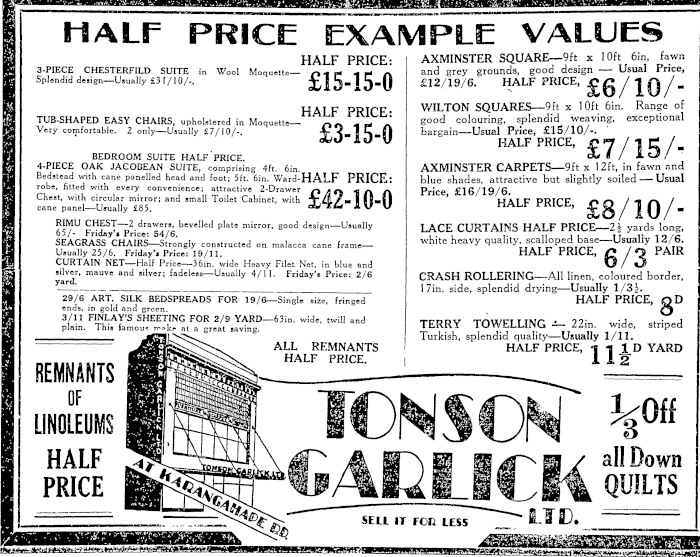 HALF PRICE EXAMPLE VALUES
3-PIECE CHESTERFILD SUITE in Wool Moquette—
Splendid design—Usually £31/10/-.
HALF PRICE:
£15-15-0
TUB-SHAPED EASY CHAIRS, upholstered in Moquette—
Very comfortable. 2 only—Usually £7/10/-.
HALF PRICE:
£3-15-0
BEDROOM SUITE HALF PRICE.
4-PIECE OAK JACOBEAN SUITE, comprising 4ft. 6in.
Bedstead with cane panelled head and foot; 5ft. 6in. Ward-
robe, fitted with every convenience; attractive 2-Drawer
Chest, with circular mirror; and small Toilet Cabinet, with
cane panel—Usually £85.
HALF PRICE:
£42-10-0
RIMU CHEST—2 drawers, bevelled plate mirror, good design—Usually
65/- Friday's Price: 54/6.
SEAGRASS CHAIRS—Strongly constructed on malacca cane frame—
Usually 25/6. Friday's Price: 19/11.
CURTAIN NET—Half Price—36in. wide Heavy Filet Net, in blue and
silver, mauve and silver; fadeless—Usually 4/11. Friday's Price: 2/6
yard.
29/6 ART. SILK BEDSPREADS FOR 19/6—Single size, fringed
ends, in gold and green.
3/11 FINLAY'S SHEETING FOR 2/9 YARD—63in. wide, twill and
plain. This famous make at a great saving.
ALL REMNANTS
HALF PRICE.
AXMINSTER SQUARE—9ft x 10ft 6in, fawn
and grey grounds, good design — Usual Price,
£12/19/6. HALF PRICE, £6/10/-
WILTON SQUARES—9ft x 10ft 6in. Range of
good colouring, splendid weaving, exceptional
bargain—Usual Price, £15/10/-.
HALF PRICE, £7/15/-
AXMINSTER CARPETS—9ft x 12ft, in fawn and
blue shades, attractive but slightly soiled — Usual
Price, £16/19/6.
HALF PRICE, £8/10/-
LACE CURTAINS HALF PRICE—2½ yards long,
white heavy quality, scalloped base—Usually 12/6.
HALF PRICE, 6/3 PAIR
CRASH ROLLERING—All linen, coloured border,
17in. side, splendid drying—Usually 1/3½.
HALF PRICE, 8D
TERRY TOWELLING — 22in. wide, striped
Turkish, splendid quality—Usually 1/11.
HALF PRICE, 11½D YARD
REMNANTS
OF
LINOLEUMS
HALF
PRICE
TONSON GARLICK LTD
AT KARANGAHAPE RD.
TONSON
GARLICK
LTD.
SELL IT FOR LESS
1/3 Off
all Down
QUILTS